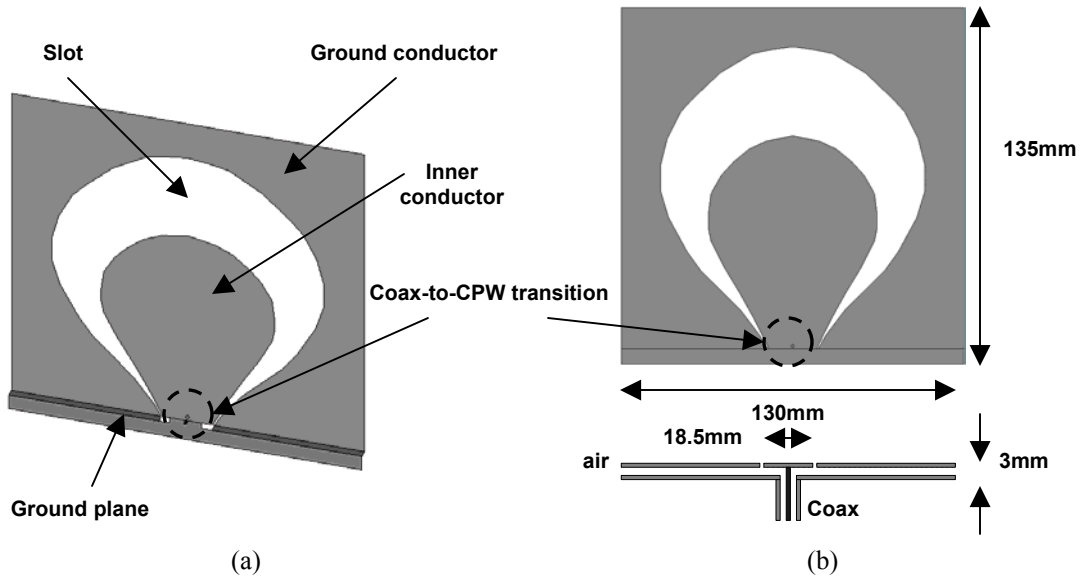 Slot
Ground conductor
Inner
conductor
Coax-to-CPW transition
Ground plane
(a)
135mm
130mm
18.5mm
air
3mm
Coax
(b)